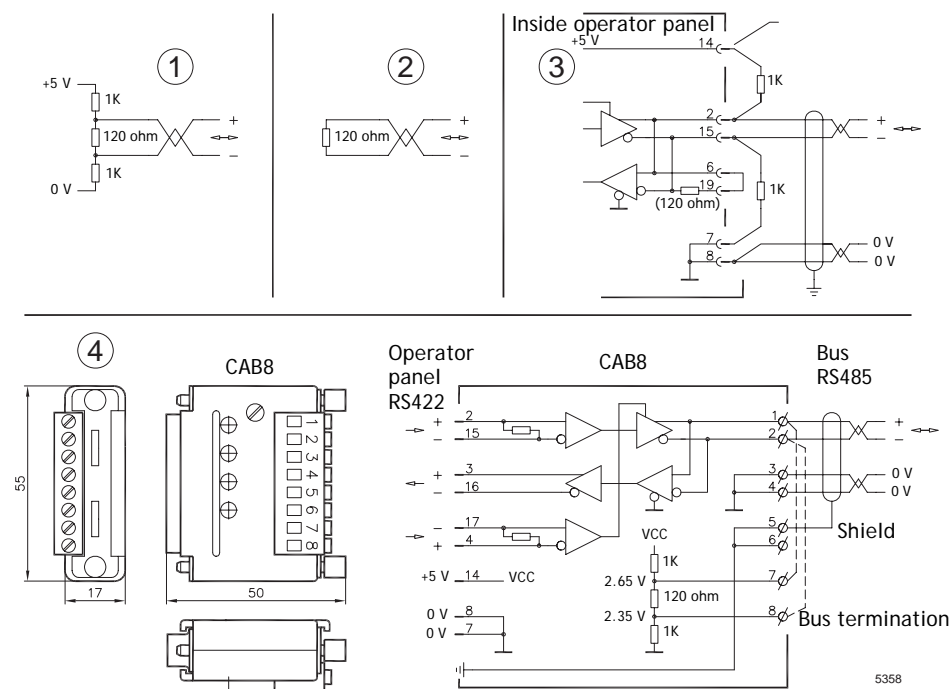 1
+5 V
1K
120 ohm
+
−
1K
0 V
2
120 ohm
+
−
Inside operator panel
3
+5 V
14
1K
2
+
15
−
6
19
(120 ohm)
1K
7
8
0 V
0 V
4
CAB8
55
17
50
1
2
3
4
5
6
7
8
Operator
panel
RS422
CAB8
Bus
RS485
+ 2
− 15
+ 3
− 16
− 17
+ 4
+5 V 14 VCC
0 V 8
0 V 7
VCC
1K
2.65 V
120 ohm
2.35 V
1K
1 +
2 −
3 0 V
4 0 V
5
Shield
6
7
8
Bus termination
5358